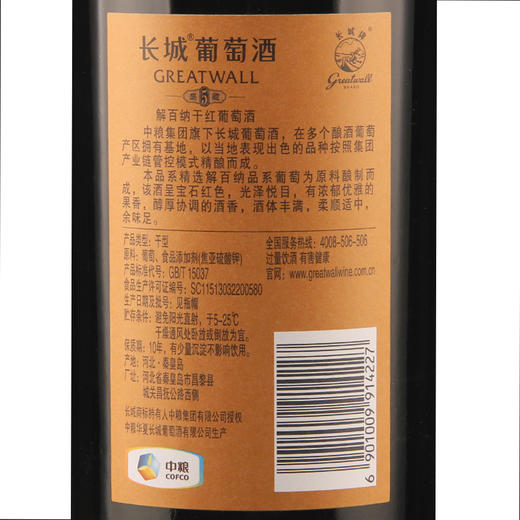 长城®葡萄酒
GREATWALL
盛 5 藏
长城牌
Greatwall
BRAND
解百纳干红葡萄酒
中粮集团旗下长城葡萄酒，在多个酿酒葡萄
产区拥有基地，以当地表现出色的品种按照集团
产业链管控模式精酿而成。
本品系精选解百纳品系葡萄为原料酿制而
成，该酒呈宝石红色，光泽悦目，有浓郁优雅的
果香，醇厚协调的酒香，酒体丰满，柔顺适中，
余味足。
产品类型：干型
原料：葡萄、食品添加剂(焦亚硫酸钾)
产品标准代号：GB/T 15037
食品生产许可证编号：SC11513032200580
生产日期及批号：见瓶帽
贮存条件：避免阳光直射，于5-25℃
干燥通风处卧放或倒放为宜。
保质期：10年，有少量沉淀不影响饮用。
产地：河北·秦皇岛
厂址：河北省秦皇岛市昌黎县
城关昌抚公路西侧
长城商标持有人中粮集团有限公司授权
中粮华夏长城葡萄酒有限公司生产
全国服务热线：4008-506-506
过量饮酒 有害健康
官网：www.greatwallwine.com.cn
6 901009 914227
中粮
COFCO